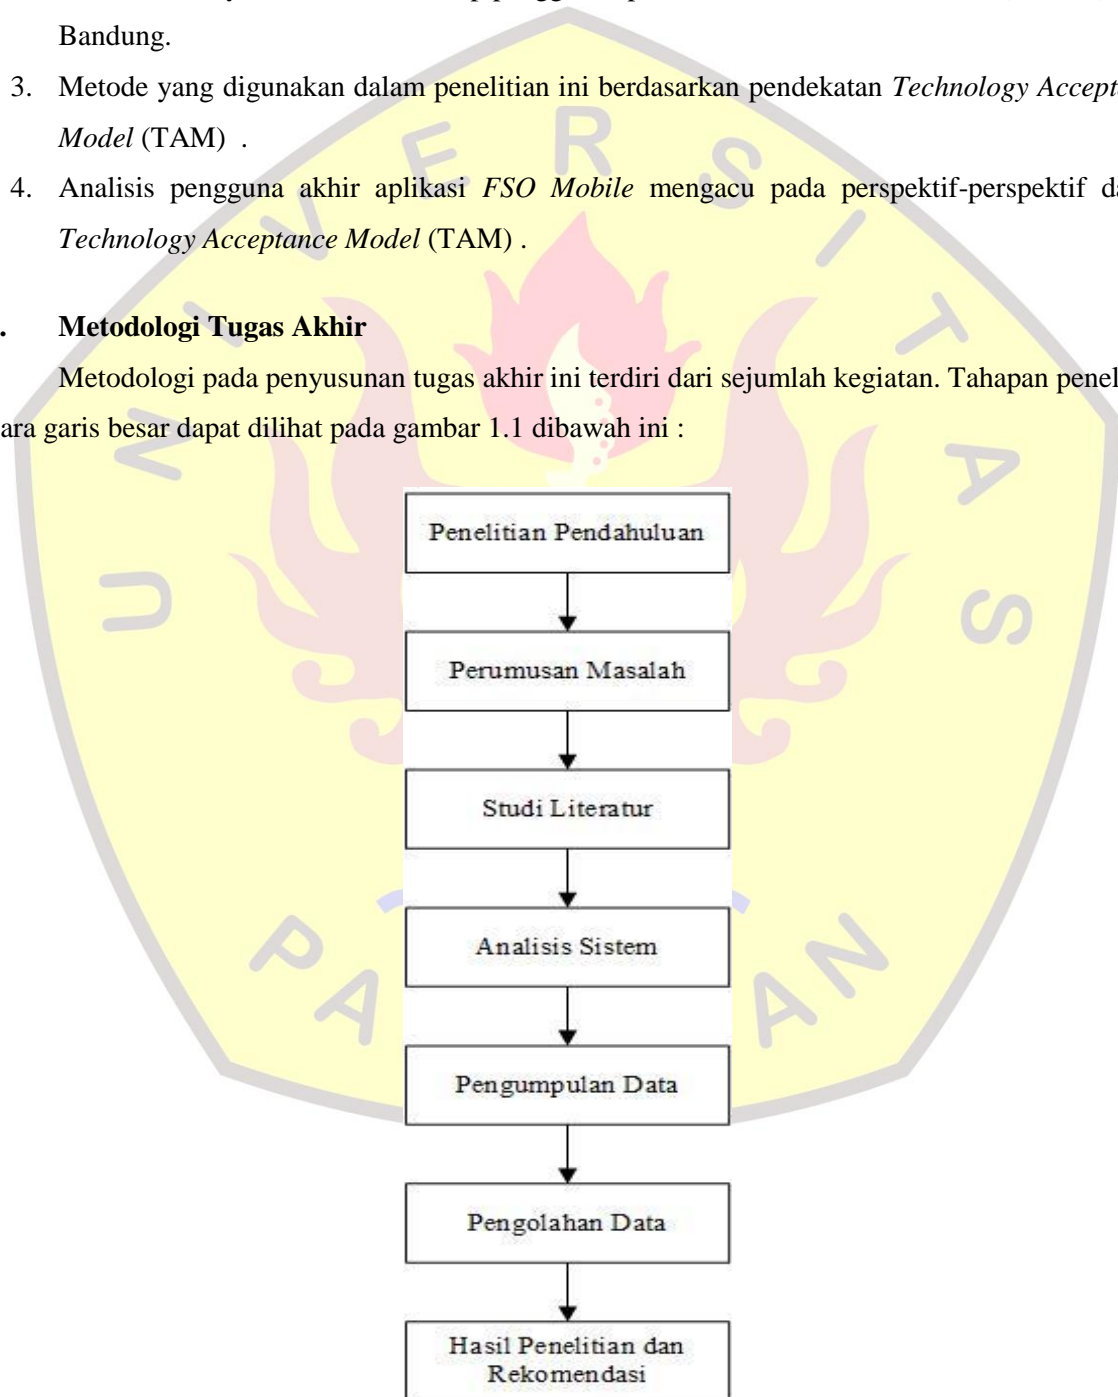 Bandung.
3. Metode yang digunakan dalam penelitian ini berdasarkan pendekatan Technology Accept
Model (TAM) .
4. Analisis pengguna akhir aplikasi FSO Mobile mengacu pada perspektif-perspektif da
Technology Acceptance Model (TAM) .
. Metodologi Tugas Akhir
Metodologi pada penyusunan tugas akhir ini terdiri dari sejumlah kegiatan. Tahapan penel
ara garis besar dapat dilihat pada gambar 1.1 dibawah ini :
Penelitian Pendahuluan
Perumusan Masalah
Studi Literatur
Analisis Sistem
Pengumpulan Data
Pengolahan Data
Hasil Penelitian dan
Rekomendasi
UNIVERSITAS
PA AN